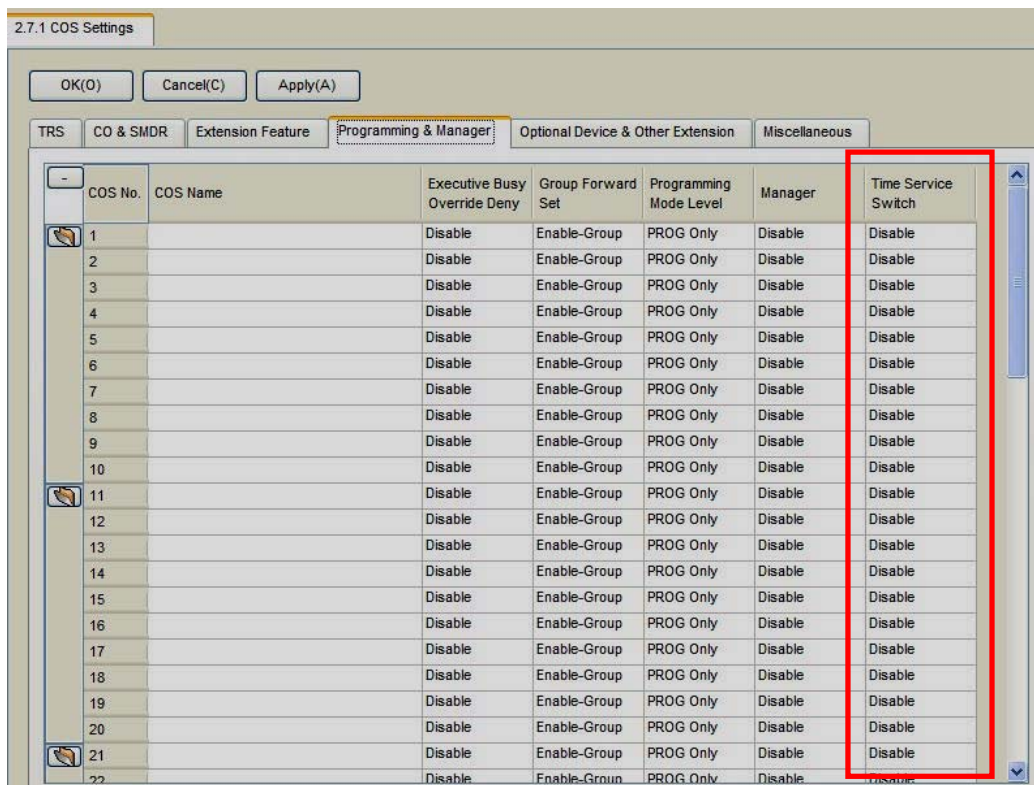 2.7.1 COS Settings
OK(O) Cancel(C) Apply(A)
TRS CO & SMDR Extension Feature Programming & Manager Optional Device & Other Extension Miscellaneous
- COS No. COS Name Executive Busy Override Deny Group Forward Set Programming Mode Level Manager Time Service Switch
1 Disable Enable-Group PROG Only Disable Disable
2 Disable Enable-Group PROG Only Disable Disable
3 Disable Enable-Group PROG Only Disable Disable
4 Disable Enable-Group PROG Only Disable Disable
5 Disable Enable-Group PROG Only Disable Disable
6 Disable Enable-Group PROG Only Disable Disable
7 Disable Enable-Group PROG Only Disable Disable
8 Disable Enable-Group PROG Only Disable Disable
9 Disable Enable-Group PROG Only Disable Disable
10 Disable Enable-Group PROG Only Disable Disable
11 Disable Enable-Group PROG Only Disable Disable
12 Disable Enable-Group PROG Only Disable Disable
13 Disable Enable-Group PROG Only Disable Disable
14 Disable Enable-Group PROG Only Disable Disable
15 Disable Enable-Group PROG Only Disable Disable
16 Disable Enable-Group PROG Only Disable Disable
17 Disable Enable-Group PROG Only Disable Disable
18 Disable Enable-Group PROG Only Disable Disable
19 Disable Enable-Group PROG Only Disable Disable
20 Disable Enable-Group PROG Only Disable Disable
21 Disable Enable-Group PROG Only Disable Disable
22 Disable Enable-Group PROG Only Disable Disable